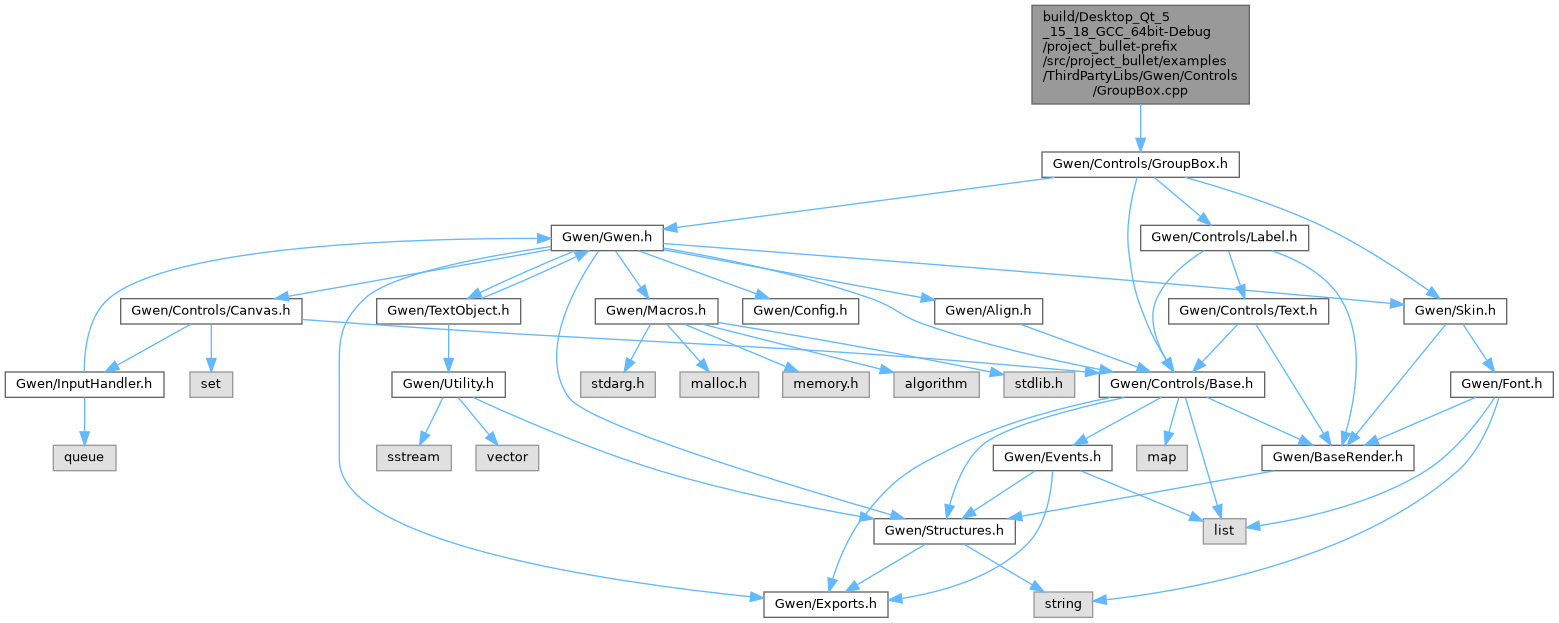 build/Desktop_Qt_5
_15_18_GCC_64bit-Debug
/project_bullet-prefix
/src/project_bullet/examples
/ThirdPartyLibs/Gwen/Controls
/GroupBox.cpp
Gwen/Controls/GroupBox.h
Gwen/Gwen.h
Gwen/Controls/Label.h
Gwen/Controls/Canvas.h
Gwen/TextObject.h
Gwen/Macros.h
Gwen/Config.h
Gwen/Align.h
Gwen/Controls/Text.h
Gwen/Skin.h
Gwen/InputHandler.h
set
Gwen/Utility.h
stdarg.h
malloc.h
memory.h
algorithm
stdlib.h
Gwen/Controls/Base.h
Gwen/Font.h
queue
sstream
vector
Gwen/Events.h
map
Gwen/BaseRender.h
Gwen/Structures.h
list
Gwen/Exports.h
string